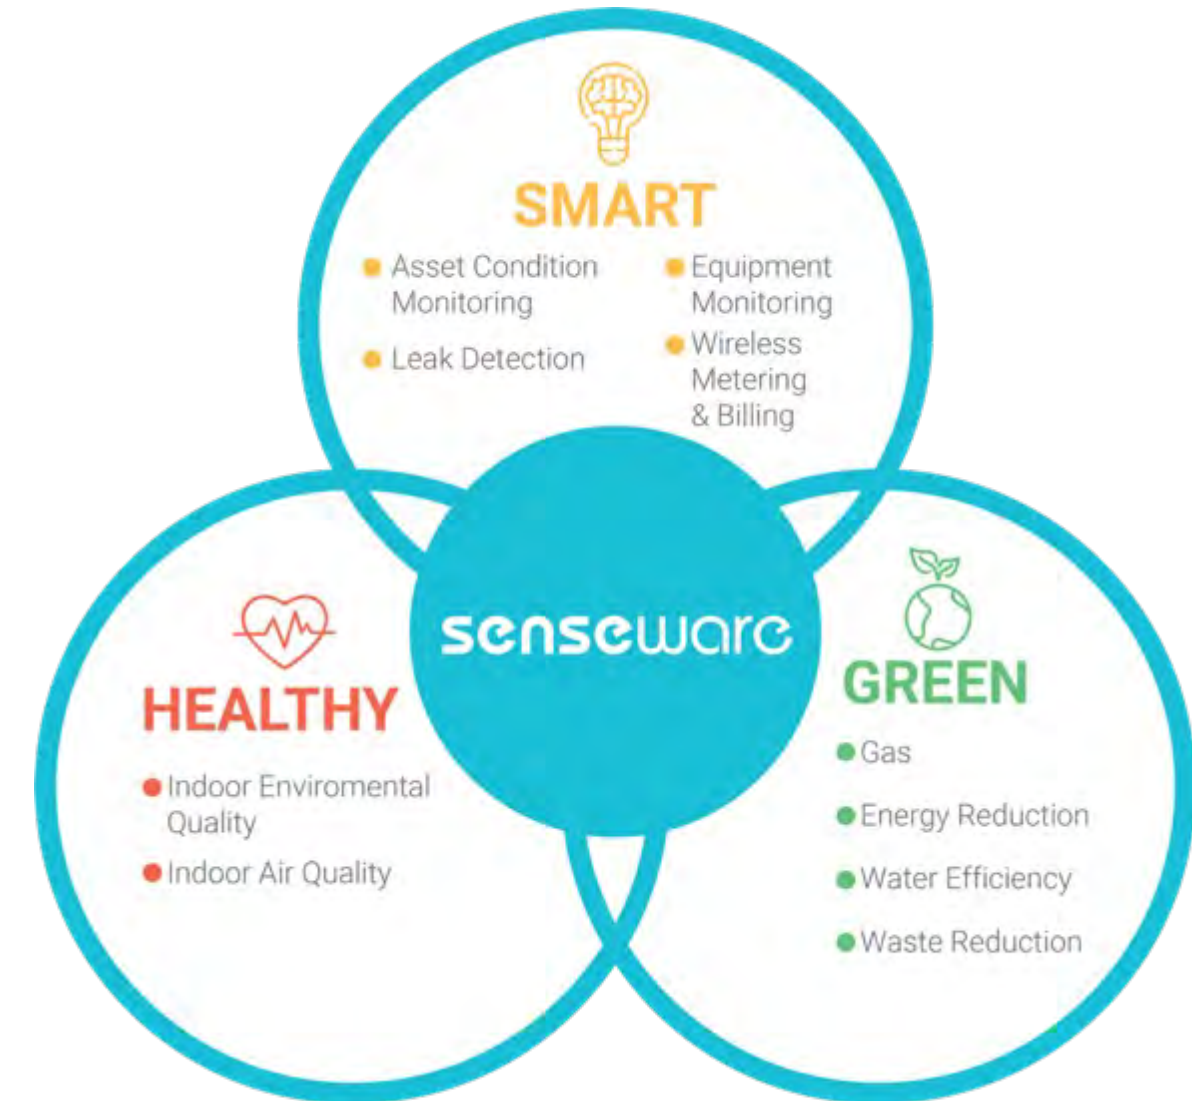 SMART
Asset Condition
Monitoring
Leak Detection
Equipment
Monitoring
Wireless
Metering
& Billing
senseware
HEALTHY
Indoor Enviromental
Quality
Indoor Air Quality
GREEN
Gas
Energy Reduction
Water Efficiency
Waste Reduction